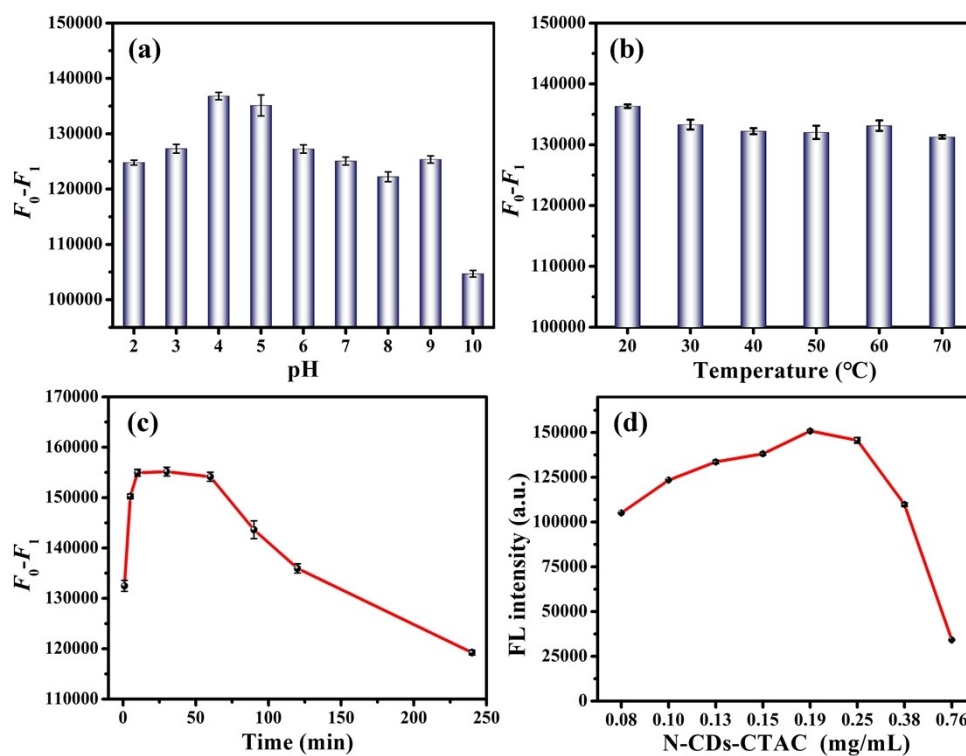 (a)
150000
140000
130000
120000
110000
100000
F₀-F₁
2 3 4 5 6 7 8 9 10
pH
(b)
150000
140000
130000
120000
110000
100000
F₀-F₁
20 30 40 50 60 70
Temperature (°C)
(c)
170000
160000
150000
140000
130000
120000
110000
F₀-F₁
0 50 100 150 200 250
Time (min)
(d)
150000
125000
100000
75000
50000
25000
0
FL intensity (a.u.)
0.08 0.10 0.13 0.15 0.19 0.25 0.38 0.76
N-CDs-CTAC (mg/mL)